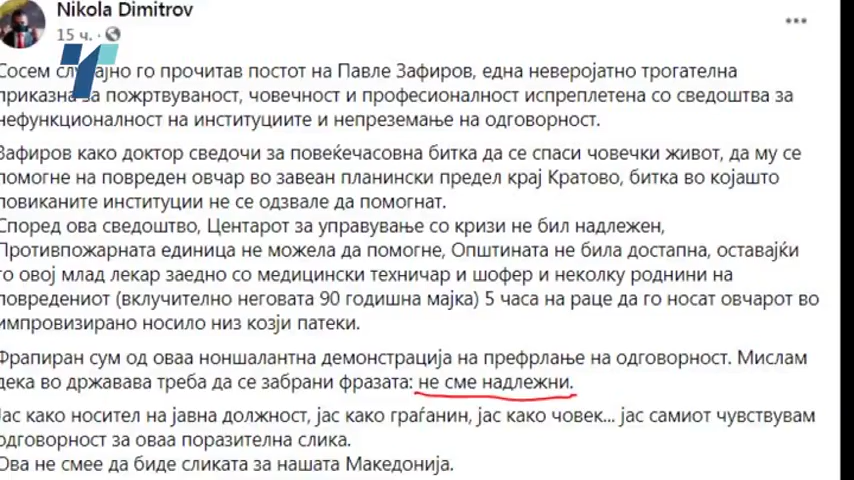 Nikola Dimitrov
15 ч.
Сосем случајно го прочитав постот на Павле Зафиров, една неверојатно трогателна
приказна за пожртвуваност, човечност и професионалност испреплетена со сведоштва за
нефункционалност на институциите и непреземање на одговорност.
Зафиров како доктор сведочи за повеќечасовна битка да се спаси човечки живот, да му се
помогне на повреден овчар во завеан планински предел крај Кратово, битка во којашто
повиканите институции не се одзвале да помогнат.
Според ова сведоштво, Центарот за управување со кризи не бил надлежен,
Противпожарната единица не можела да помогне, Општината не била достапна, оставајќи
го овој млад лекар заедно со медицински техничар и шофер и неколку роднини на
повредениот (вклучително неговата 90 годишна мајка) 5 часа на раце да го носат овчарот во
импровизирано носило низ козји патеки.
Фрапиран сум од оваа ноншалантна демонстрација на префрлање на одговорност. Мислам
дека во државава треба да се забрани фразата: не сме надлежни.
Јас како носител на јавна должност, јас како граѓанин, јас како човек... јас самиот чувствувам
одговорност за оваа поразителна слика.
Ова не смее да биде сликата за нашата Македонија.